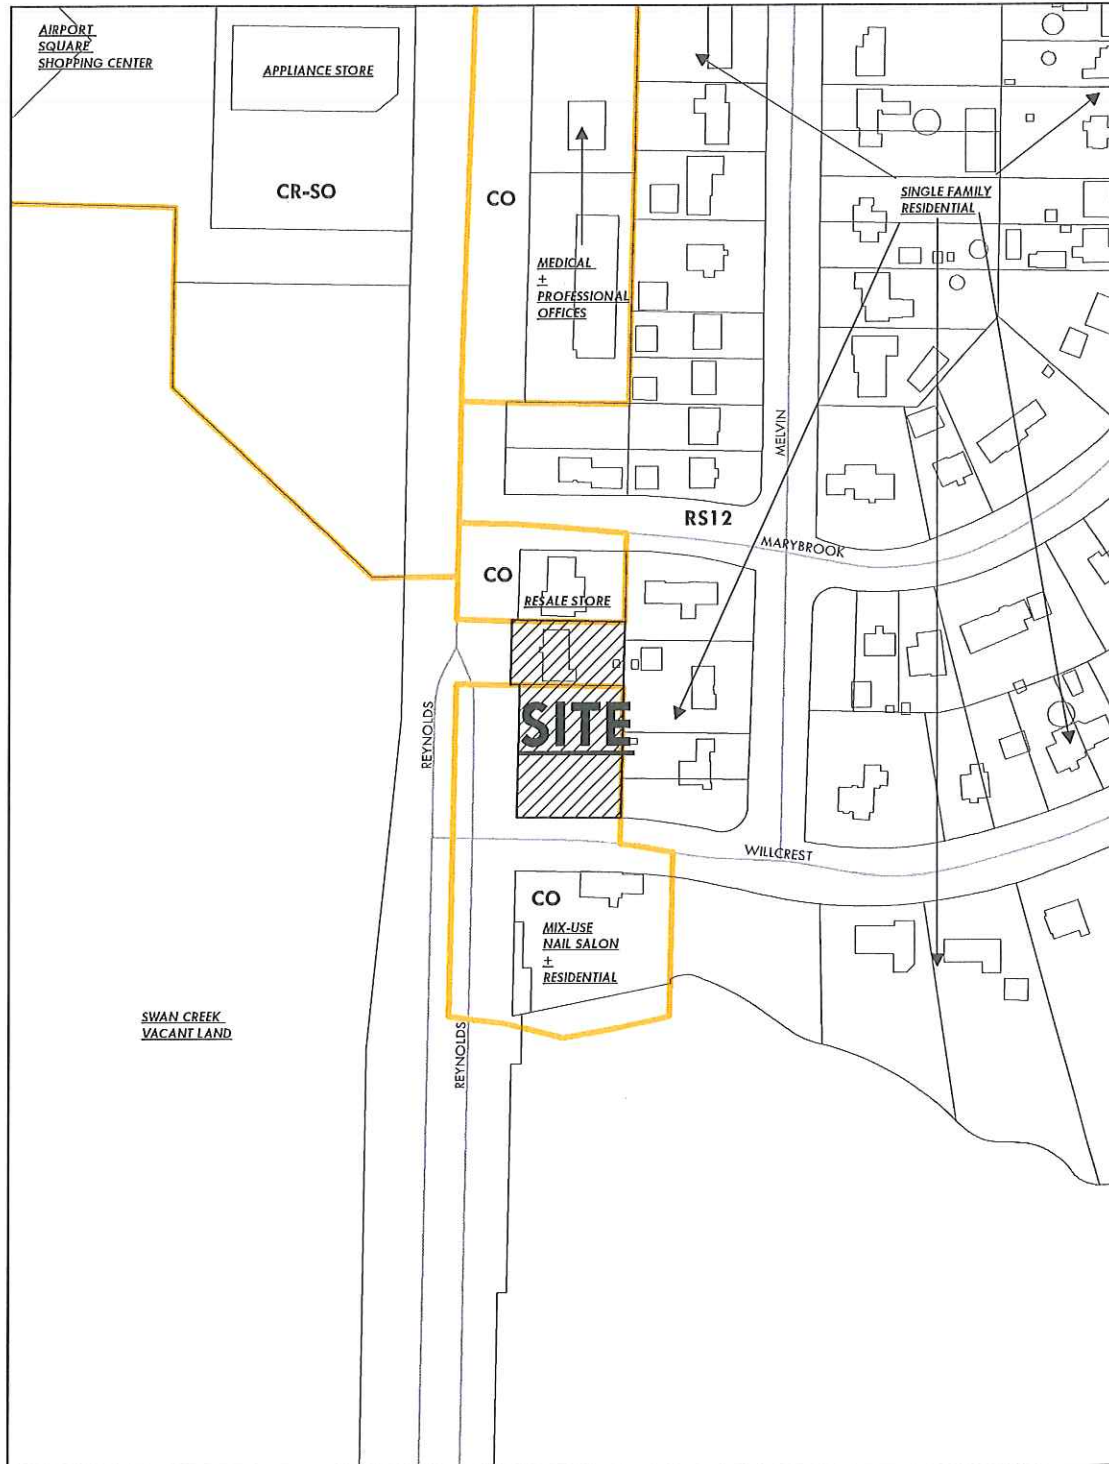 AIRPORT
SQUARE
SHOPPING CENTER
APPLIANCE STORE
CR-SO
CO
MEDICAL
+
PROFESSIONAL
OFFICES
SINGLE FAMILY
RESIDENTIAL
MELVIN
RS12
MARYBROOK
CO
RESALE STORE
REYNOLDS
SITE
WILLCREST
CO
MIX-USE
NAIL SALON
+
RESIDENTIAL
SWAN CREEK
VACANT LAND
REYNOLDS